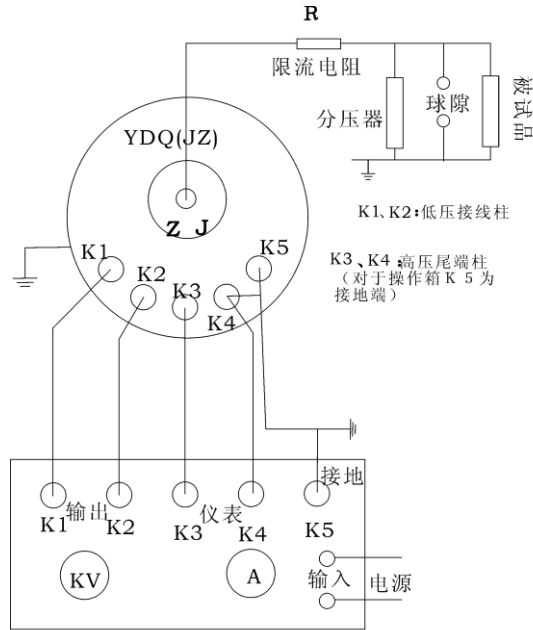 R
限流电阻
分压器
球隙
被试品
YDQ(JZ)
Z J
K1、K2:低压接线柱
K1
K2
K3
K4
K5
K3、K4:高压尾端柱
（对于操作箱K 5为
接地端）
接地
K1
输出
K2
K3
仪表
K4
K5
KV
A
输入
电源